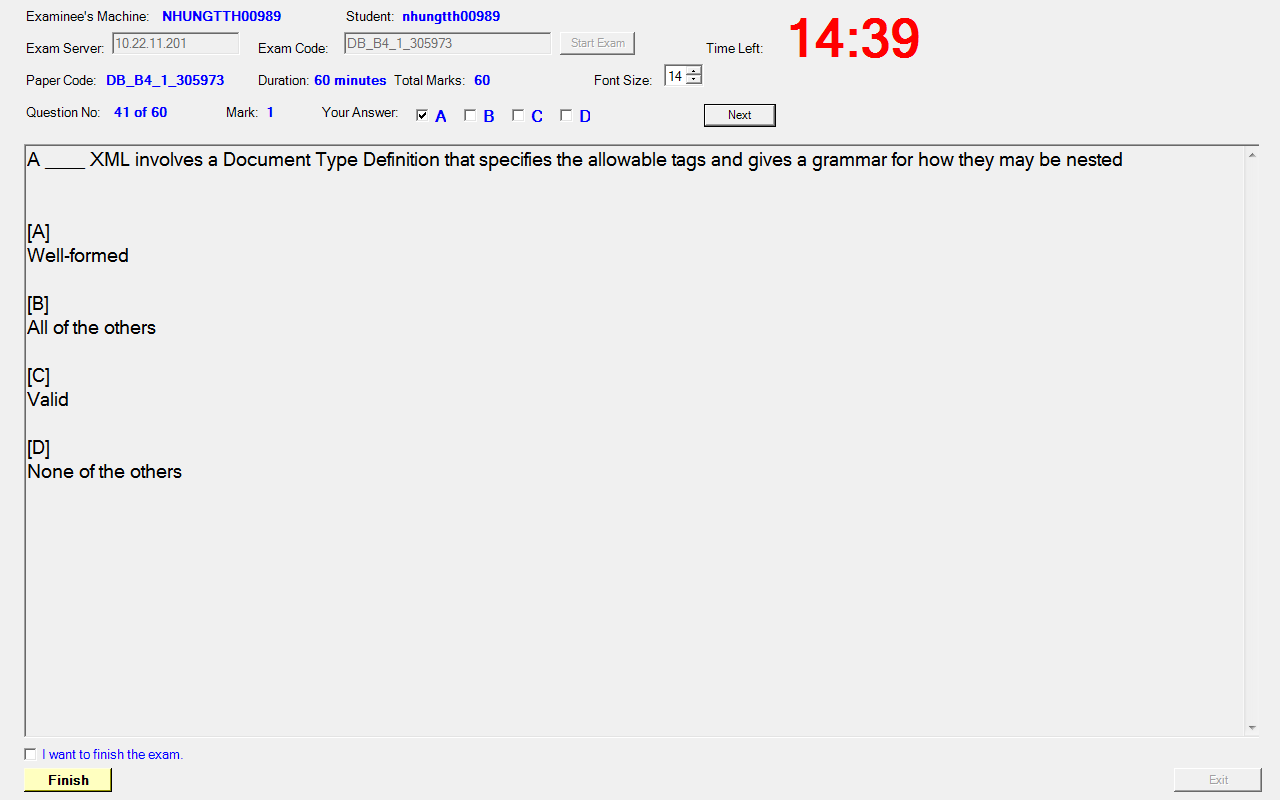 Examinee's Machine: NHUNGTTH00989 Student: nhungtth00989
Exam Server: 10.22.11.201 Exam Code: DB_B4_1_305973 Start Exam Time Left: 14:39
Paper Code: DB_B4_1_305973 Duration: 60 minutes Total Marks: 60 Font Size: 14
Question No: 41 of 60 Mark: 1 Your Answer: A B C D Next
A ____ XML involves a Document Type Definition that specifies the allowable tags and gives a grammar for how they may be nested
[A]
Well-formed
[B]
All of the others
[C]
Valid
[D]
None of the others
I want to finish the exam.
Finish Exit